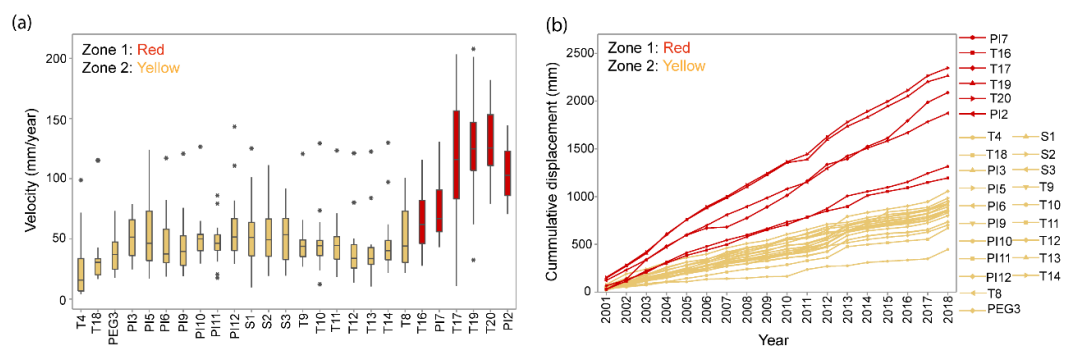 (a)
Zone 1: Red
Zone 2: Yellow
Velocity (mm/year)
200
150
100
50
0
T4 T18 PEG3 PI3 PI5 PI6 PI9 PI10 PI11 PI12 S1 S2 S3 T9 T10 T11 T12 T13 T14 T8 T16 PI7 T17 T19 T20 PI2
(b)
Zone 1: Red
Zone 2: Yellow
Cummulative displacement (mm)
2500
2000
1500
1000
500
0
2001 2002 2003 2004 2005 2006 2007 2008 2009 2010 2011 2012 2013 2014 2015 2016 2017 2018
Year
PI7
T16
T17
T19
T20
PI2
T4 S1
T18 S2
PI3 S3
PI5 T9
PI6 T10
PI9 T11
PI10 T12
PI11 T13
PI12 T14
T8
PEG3